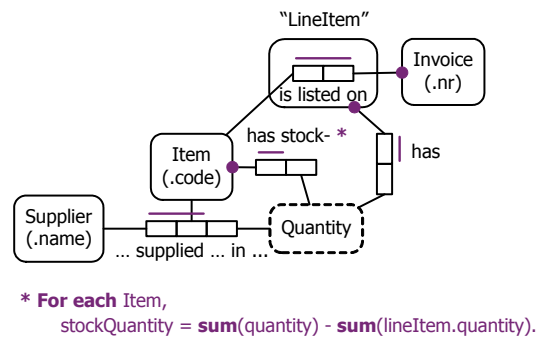 “LineItem”
Invoice
(.nr)
is listed on
has stock- *
Item
(.code)
has
Supplier
(.name)
Quantity
... supplied ... in ...
* For each Item,
stockQuantity = sum(quantity) - sum(lineItem.quantity).